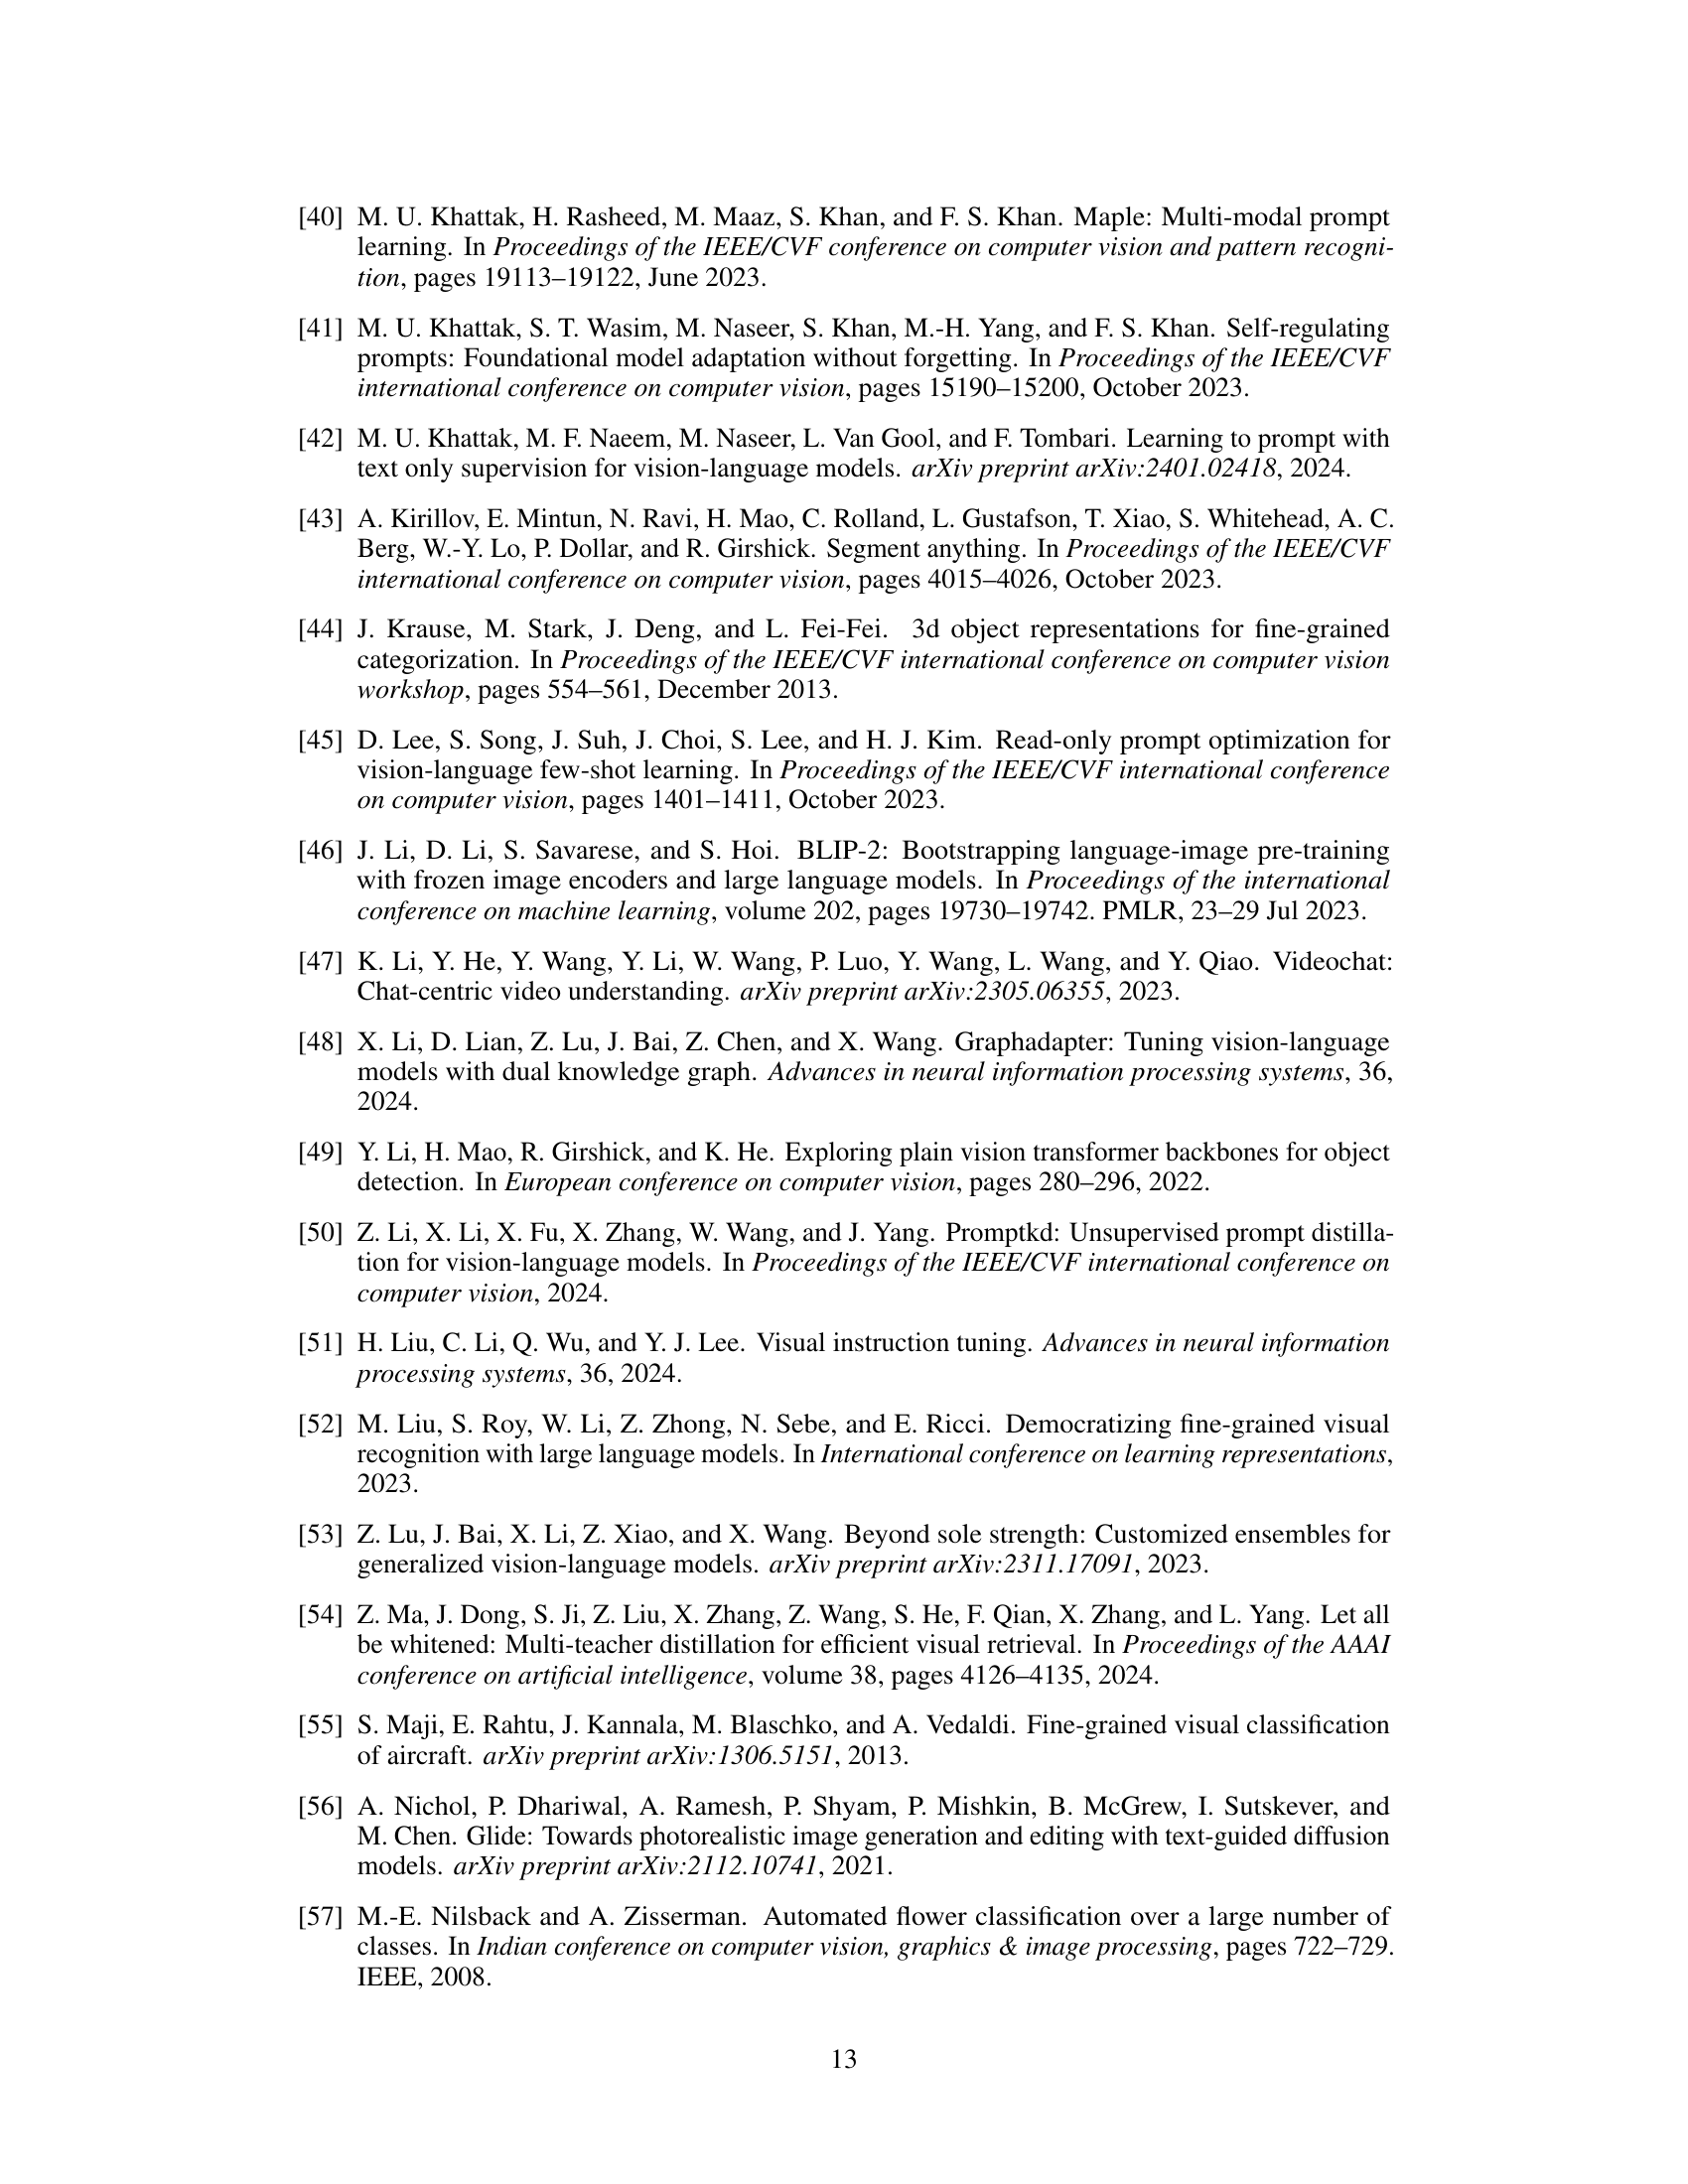 [40] M. U. Khattak, H. Rasheed, M. Maaz, S. Khan, and F. S. Khan. Maple: Multi-modal prompt
learning. In Proceedings of the IEEE/CVF conference on computer vision and pattern recogni-
tion, pages 19113–19122, June 2023.
[41] M. U. Khattak, S. T. Wasim, M. Naseer, S. Khan, M.-H. Yang, and F. S. Khan. Self-regulating
prompts: Foundational model adaptation without forgetting. In Proceedings of the IEEE/CVF
international conference on computer vision, pages 15190–15200, October 2023.
[42] M. U. Khattak, M. F. Naeem, M. Naseer, L. Van Gool, and F. Tombari. Learning to prompt with
text only supervision for vision-language models. arXiv preprint arXiv:2401.02418, 2024.
[43] A. Kirillov, E. Mintun, N. Ravi, H. Mao, C. Rolland, L. Gustafson, T. Xiao, S. Whitehead, A. C.
Berg, W.-Y. Lo, P. Dollar, and R. Girshick. Segment anything. In Proceedings of the IEEE/CVF
international conference on computer vision, pages 4015–4026, October 2023.
[44] J. Krause, M. Stark, J. Deng, and L. Fei-Fei. 3d object representations for fine-grained
categorization. In Proceedings of the IEEE/CVF international conference on computer vision
workshop, pages 554–561, December 2013.
[45] D. Lee, S. Song, J. Suh, J. Choi, S. Lee, and H. J. Kim. Read-only prompt optimization for
vision-language few-shot learning. In Proceedings of the IEEE/CVF international conference
on computer vision, pages 1401–1411, October 2023.
[46] J. Li, D. Li, S. Savarese, and S. Hoi. BLIP-2: Bootstrapping language-image pre-training
with frozen image encoders and large language models. In Proceedings of the international
conference on machine learning, volume 202, pages 19730–19742. PMLR, 23–29 Jul 2023.
[47] K. Li, Y. He, Y. Wang, Y. Li, W. Wang, P. Luo, Y. Wang, L. Wang, and Y. Qiao. Videochat:
Chat-centric video understanding. arXiv preprint arXiv:2305.06355, 2023.
[48] X. Li, D. Lian, Z. Lu, J. Bai, Z. Chen, and X. Wang. Graphadapter: Tuning vision-language
models with dual knowledge graph. Advances in neural information processing systems, 36,
2024.
[49] Y. Li, H. Mao, R. Girshick, and K. He. Exploring plain vision transformer backbones for object
detection. In European conference on computer vision, pages 280–296, 2022.
[50] Z. Li, X. Li, X. Fu, X. Zhang, W. Wang, and J. Yang. Promptkd: Unsupervised prompt distilla-
tion for vision-language models. In Proceedings of the IEEE/CVF international conference on
computer vision, 2024.
[51] H. Liu, C. Li, Q. Wu, and Y. J. Lee. Visual instruction tuning. Advances in neural information
processing systems, 36, 2024.
[52] M. Liu, S. Roy, W. Li, Z. Zhong, N. Sebe, and E. Ricci. Democratizing fine-grained visual
recognition with large language models. In International conference on learning representations,
2023.
[53] Z. Lu, J. Bai, X. Li, Z. Xiao, and X. Wang. Beyond sole strength: Customized ensembles for
generalized vision-language models. arXiv preprint arXiv:2311.17091, 2023.
[54] Z. Ma, J. Dong, S. Ji, Z. Liu, X. Zhang, Z. Wang, S. He, F. Qian, X. Zhang, and L. Yang. Let all
be whitened: Multi-teacher distillation for efficient visual retrieval. In Proceedings of the AAAI
conference on artificial intelligence, volume 38, pages 4126–4135, 2024.
[55] S. Maji, E. Rahtu, J. Kannala, M. Blaschko, and A. Vedaldi. Fine-grained visual classification
of aircraft. arXiv preprint arXiv:1306.5151, 2013.
[56] A. Nichol, P. Dhariwal, A. Ramesh, P. Shyam, P. Mishkin, B. McGrew, I. Sutskever, and
M. Chen. Glide: Towards photorealistic image generation and editing with text-guided diffusion
models. arXiv preprint arXiv:2112.10741, 2021.
[57] M.-E. Nilsback and A. Zisserman. Automated flower classification over a large number of
classes. In Indian conference on computer vision, graphics & image processing, pages 722–729.
IEEE, 2008.
13